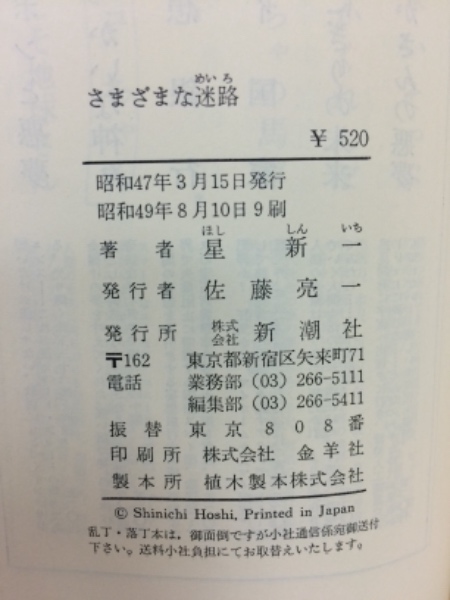 さまざまな迷路
めいろ
¥ 520
昭和47年3月15日発行
昭和49年8月10日9刷
ほし しん いち
著者 星新一
発行者 佐藤亮一
発行所 株式会社 新潮社
〒162 東京都新宿区矢来町71
電話 業務部 (03) 266-5111
編集部 (03) 266-5411
振替 東京808番
印刷所 株式会社 金羊社
製本所 植木製本株式会社
© Shinichi Hoshi, Printed in Japan
乱丁・落丁本は，御面倒ですが小社通信係宛御送付
下さい。送料小社負担にてお取替えいたします。